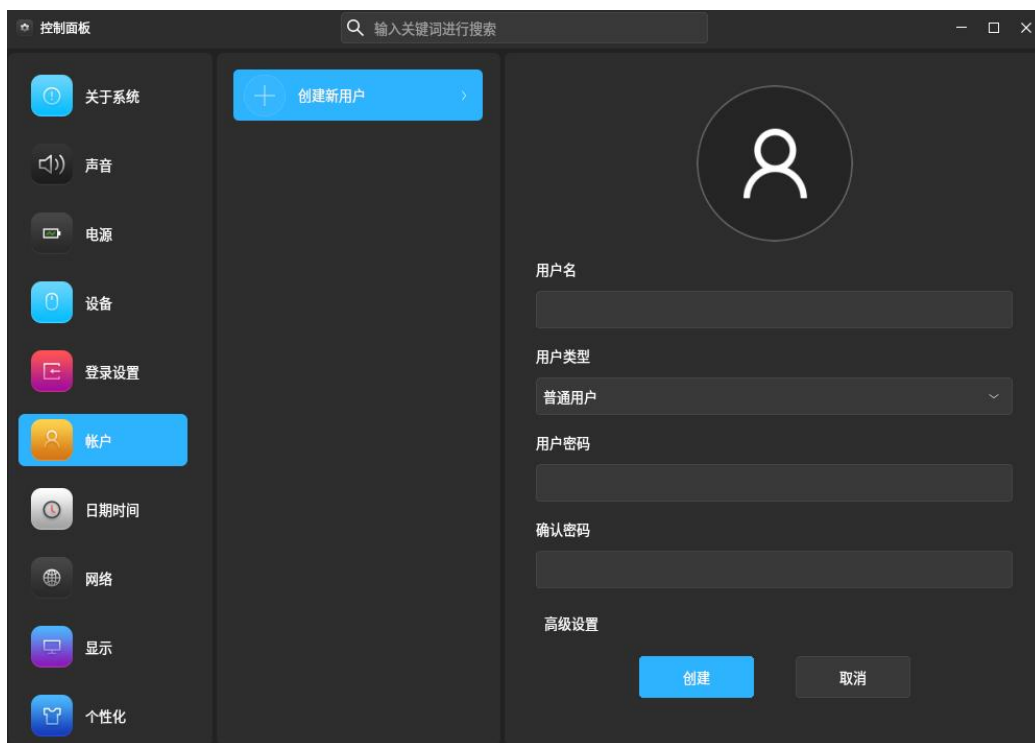 控制面板
输入关键词进行搜索
关于系统
声音
电源
设备
登录设置
帐户
日期时间
网络
显示
个性化
创建新用户
用户名
用户类型
普通用户
用户密码
确认密码
高级设置
创建
取消